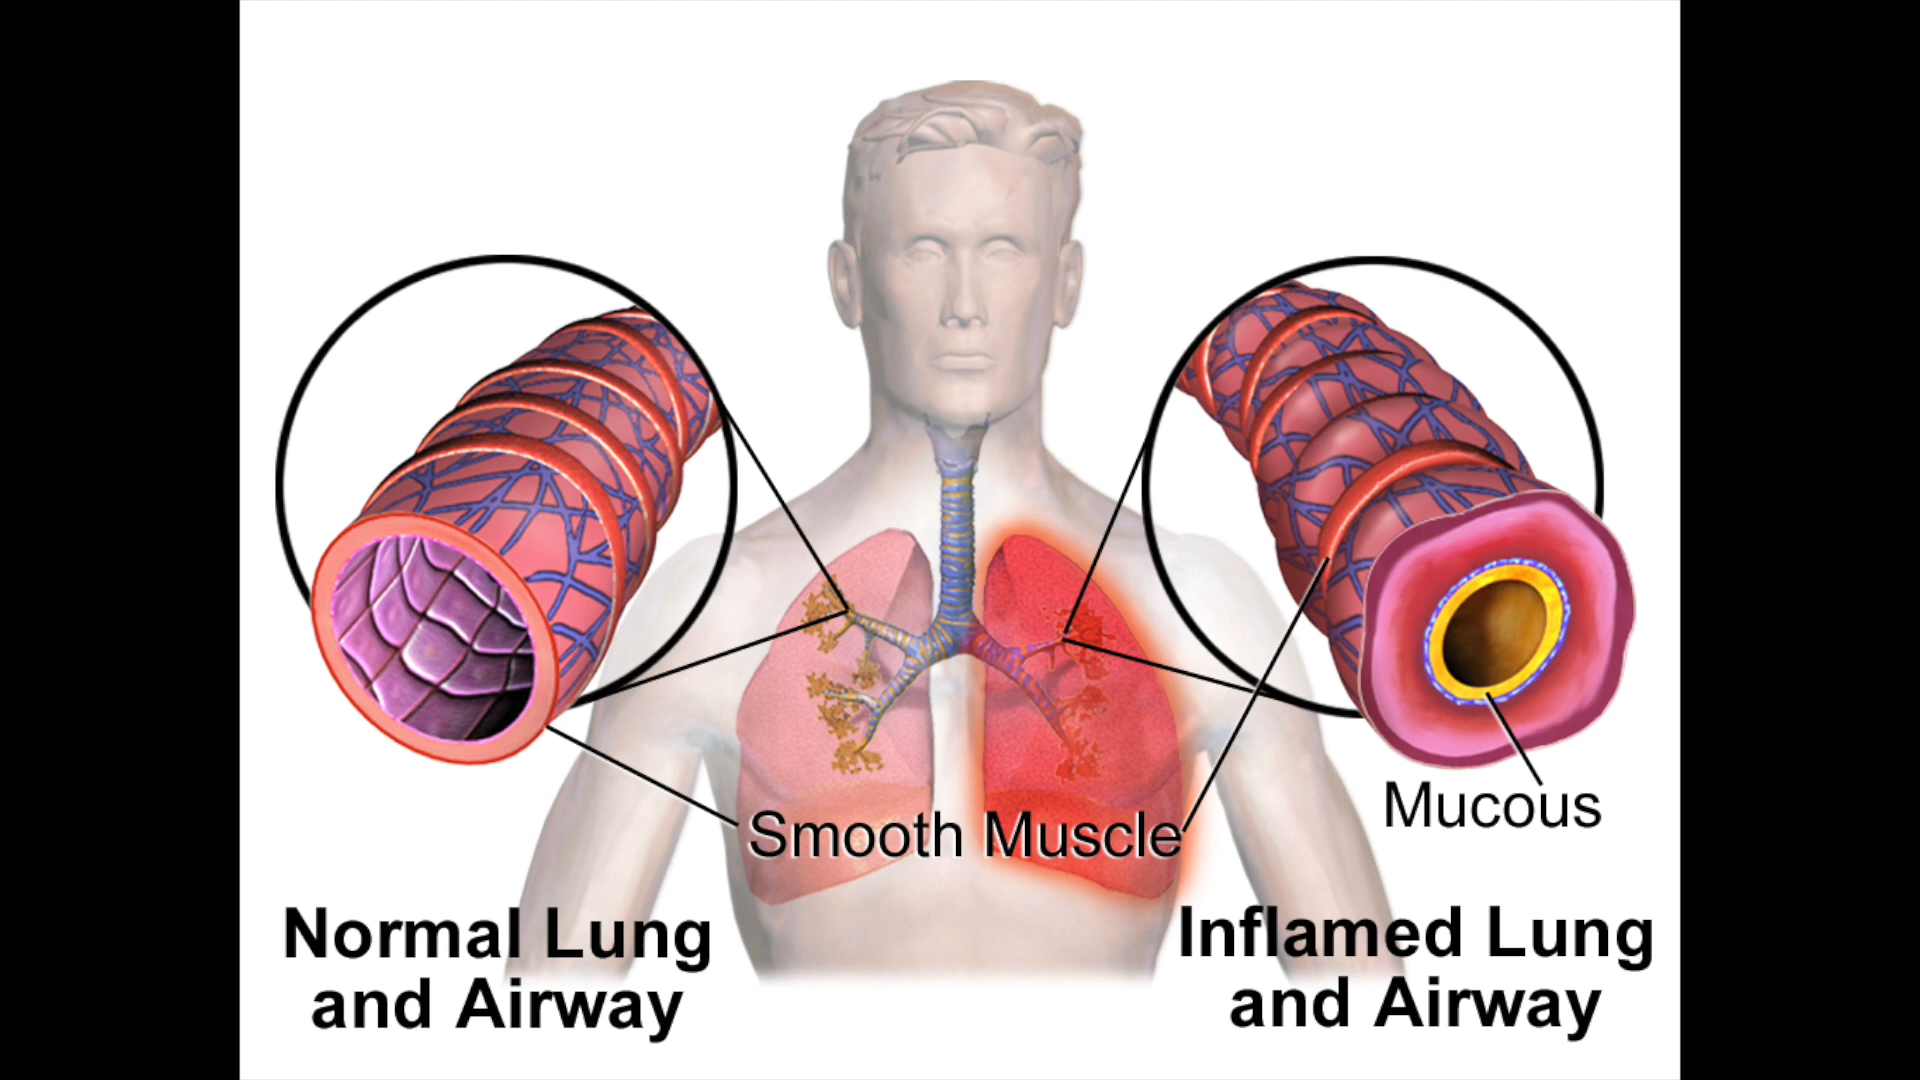 Smooth Muscle
Mucous
Normal Lung
and Airway
Inflamed Lung
and Airway